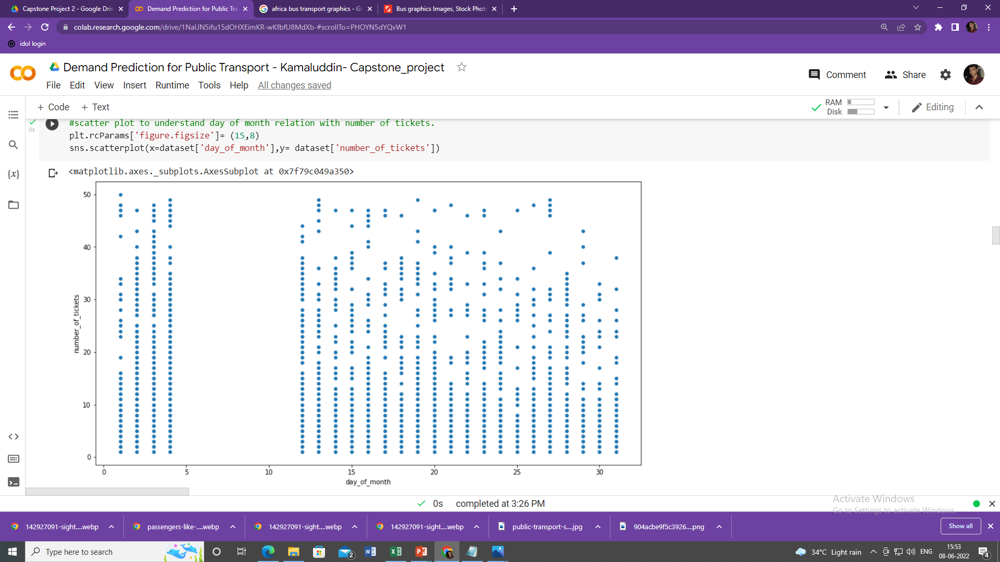 Capstone Project 2 - Google Driv
Demand Prediction for Public Tra
africa bus transport graphics - Go
Bus graphics Images, Stock Photo
colab.research.google.com/drive/1NaUN5ifu15dOHXEimKR-wKfbfU8MdXb-#scrollTo=PHOYN5dYQvW1
idol login
Demand Prediction for Public Transport - Kamaluddin- Capstone_project
Comment
Share
File Edit View Insert Runtime Tools Help All changes saved
+ Code + Text
RAM
Disk
Editing
0s
#scatter plot to understand day of month relation with number of tickets.
plt.rcParams['figure.figsize']= (15,8)
sns.scatterplot(x=dataset['day_of_month'],y= dataset['number_of_tickets'])
{x}
<matplotlib.axes._subplots.AxesSubplot at 0x7f79c049a350>
50
40
30
20
10
0
number_of_tickets
0 5 10 15 20 25 30
day_of_month
0s completed at 3:26 PM
Activate Windows
Go to Settings to activate Windows.
142927091-sight....webp
passengers-like-....webp
142927091-sight....webp
142927091-sight....webp
public-transport-s....jpg
904acbe9f5c3926....png
Show all
Type here to search
2
34°C Light rain
ENG
15:53
08-06-2022
4